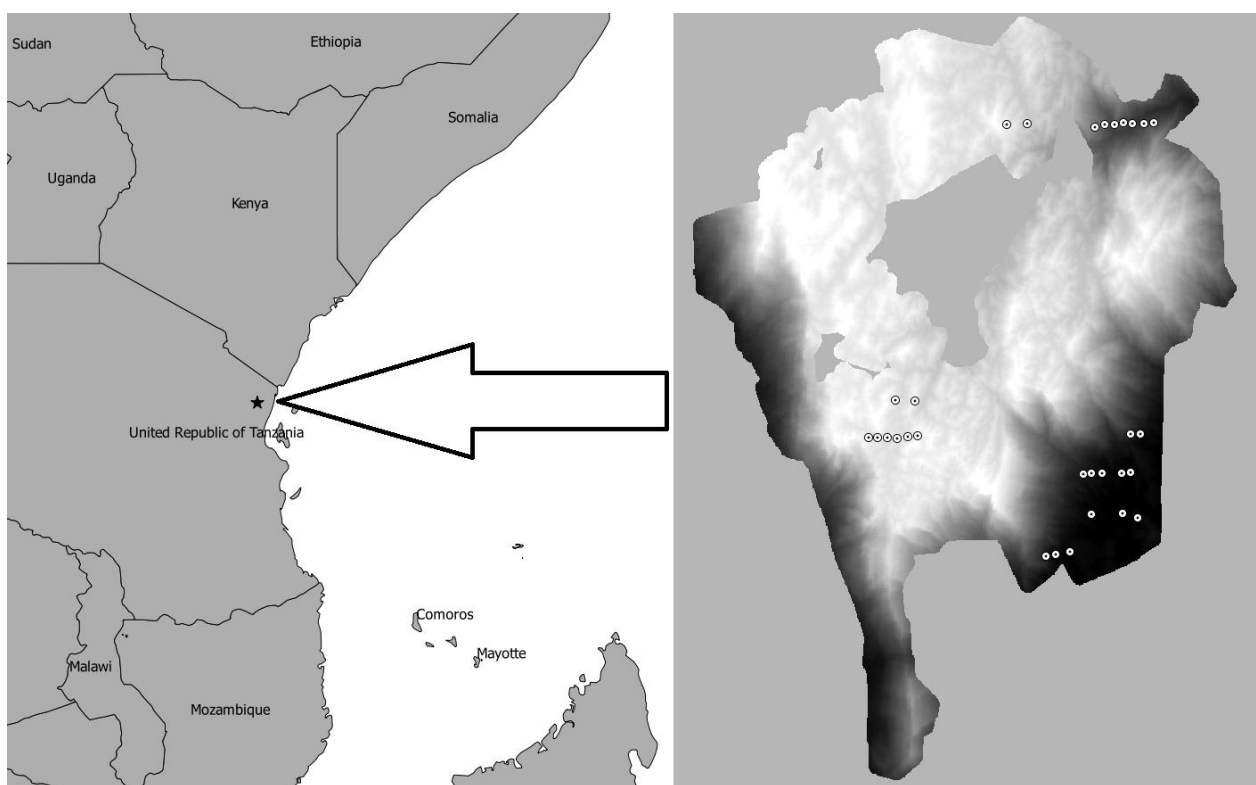 Sudan
Ethiopia
Somalia
Uganda
Kenya
United Republic of Tanzania
Comoros
Malawi
Mayotte
Mozambique